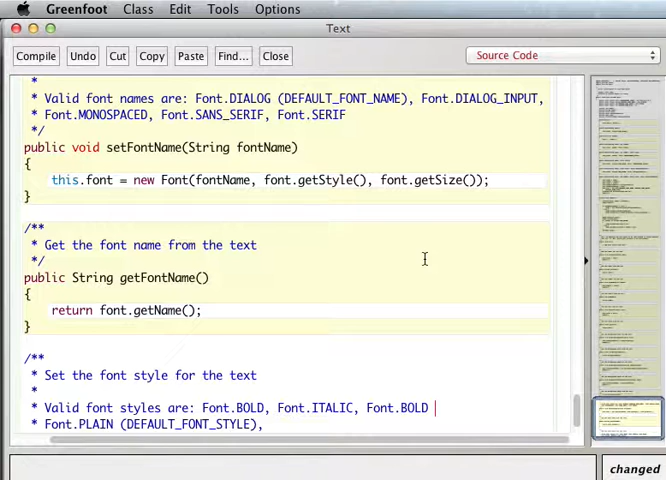 Greenfoot Class Edit Tools Options
Text
Compile Undo Cut Copy Paste Find... Close Source Code
*
* Valid font names are: Font.DIALOG (DEFAULT_FONT_NAME), Font.DIALOG_INPUT,
* Font.MONOSPACED, Font.SANS_SERIF, Font.SERIF
*/
public void setFontName(String fontName)
{
this.font = new Font(fontName, font.getStyle(), font.getSize());
}
/**
* Get the font name from the text
*/
public String getFontName()
{
return font.getName();
}
/**
* Set the font style for the text
*
* Valid font styles are: Font.BOLD, Font.ITALIC, Font.BOLD
* Font.PLAIN (DEFAULT_FONT_STYLE),
changed